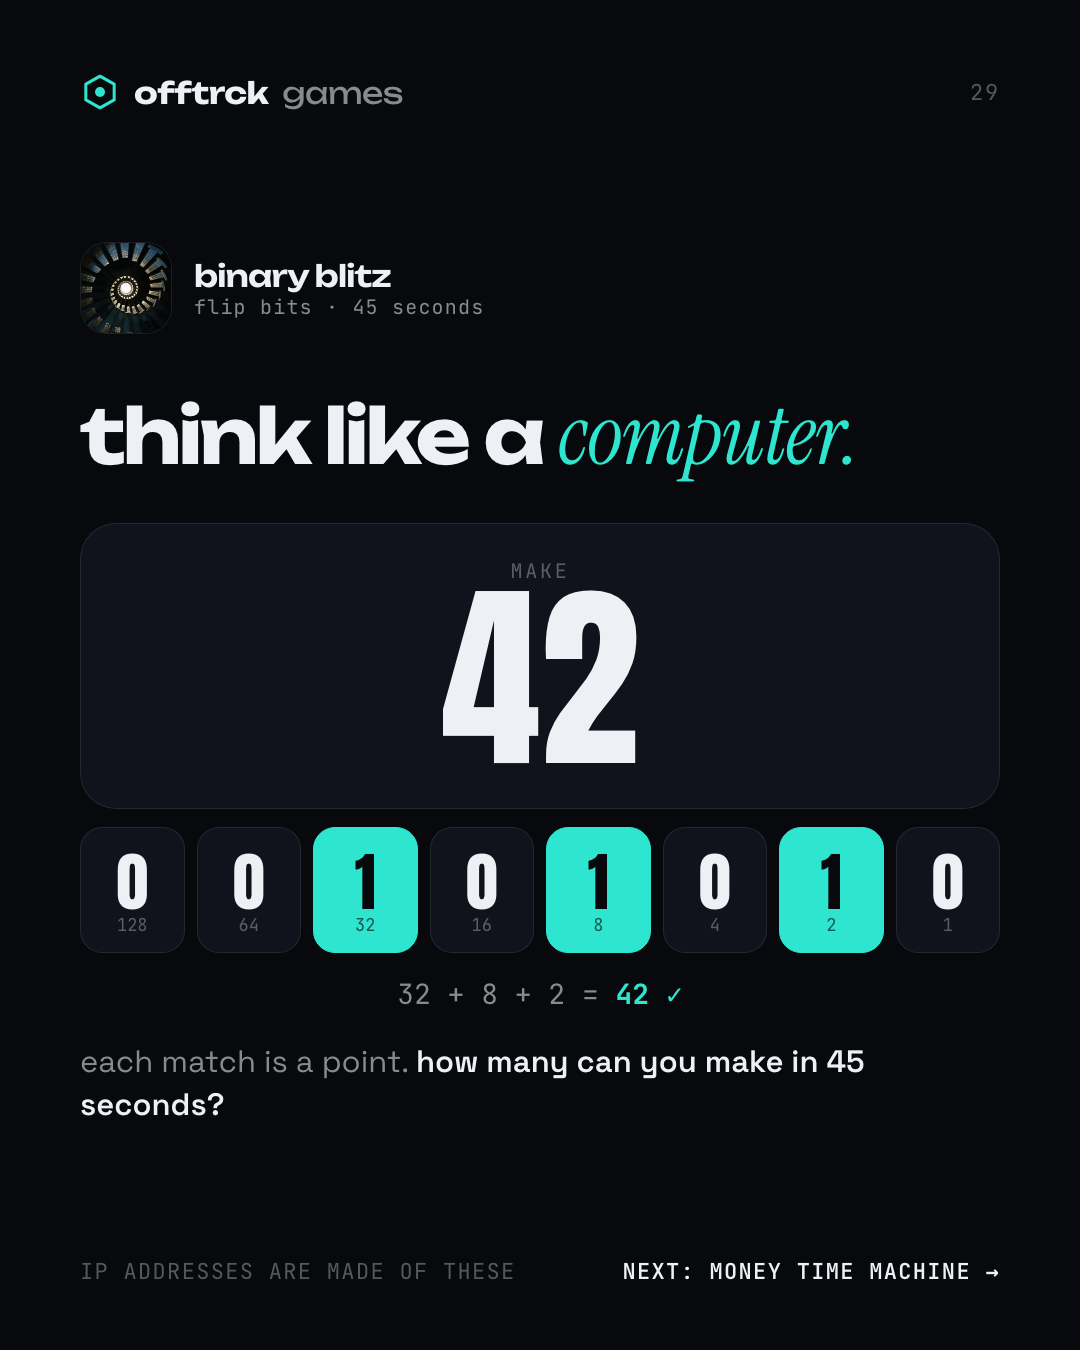 offtrck games
29
binary blitz
flip bits · 45 seconds
think like a computer.
MAKE
42
0 0 1 0 1 0 1 0
128 64 32 16 8 4 2 1
32 + 8 + 2 = 42 ✓
each match is a point. how many can you make in 45
seconds?
IP ADDRESSES ARE MADE OF THESE
NEXT: MONEY TIME MACHINE →